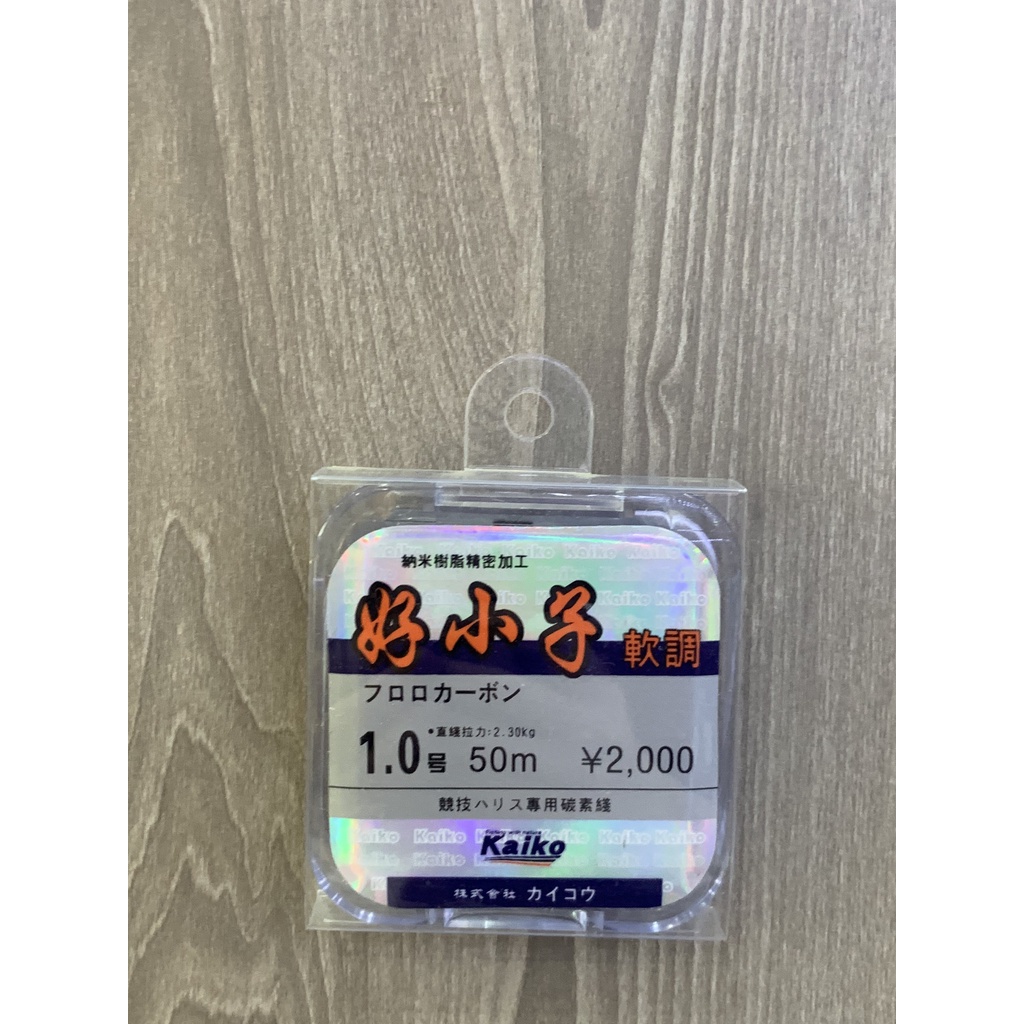 納米樹脂精密加工
好小子 軟調
フロロカーボン
•直綫拉力:2.30kg
1.0号 50m ¥2,000
競技ハリス專用碳素綫
Kaiko
株式會社 カイコウ